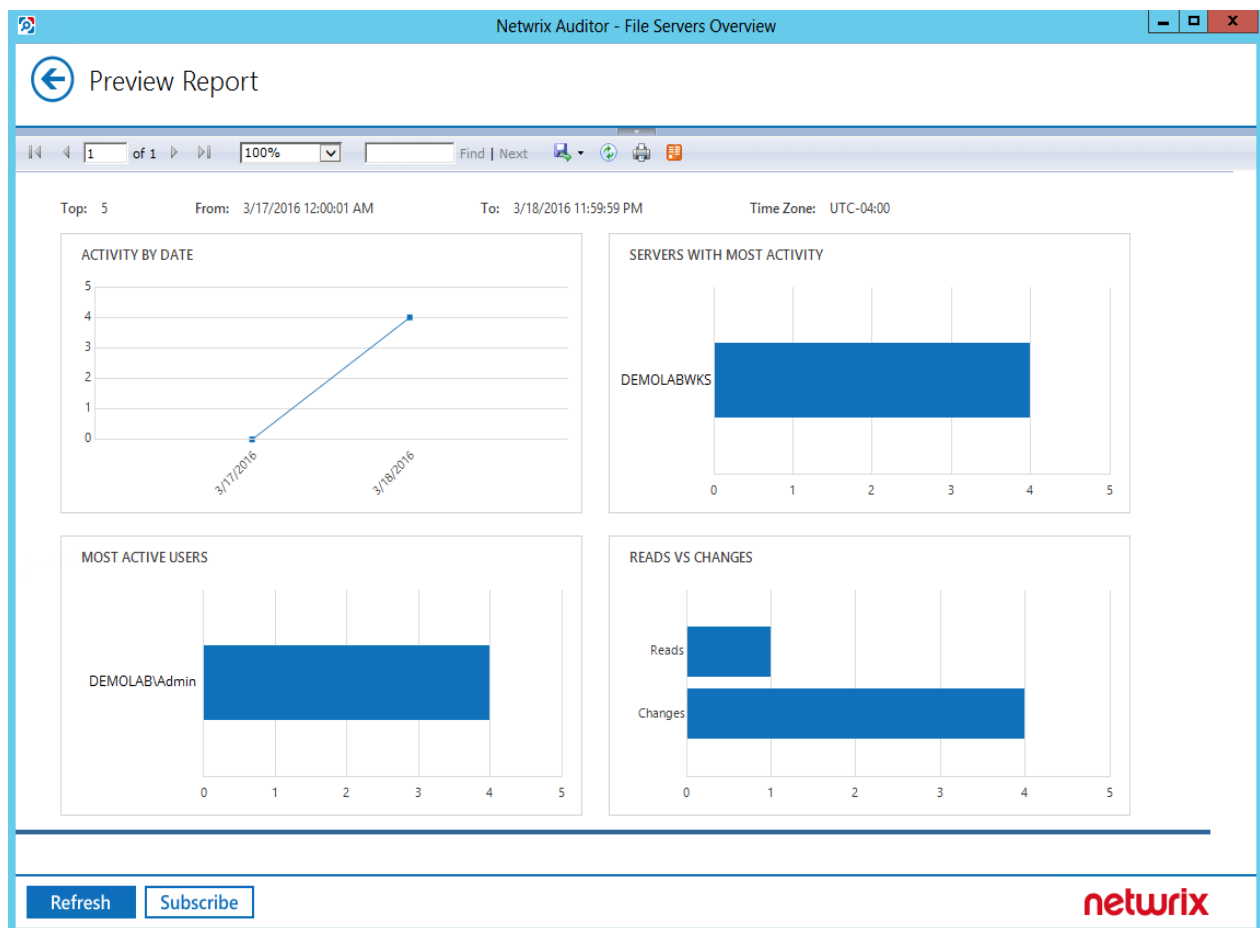 Netwrix Auditor - File Servers Overview
Preview Report
1 of 1 100% Find | Next
Top: 5 From: 3/17/2016 12:00:01 AM To: 3/18/2016 11:59:59 PM Time Zone: UTC-04:00
ACTIVITY BY DATE
5
4
3
2
1
0
3/17/2016 3/18/2016
SERVERS WITH MOST ACTIVITY
DEMOLABWKS
0 1 2 3 4 5
MOST ACTIVE USERS
DEMOLAB\Admin
0 1 2 3 4 5
READS VS CHANGES
Reads
Changes
0 1 2 3 4 5
Refresh Subscribe
netwrix